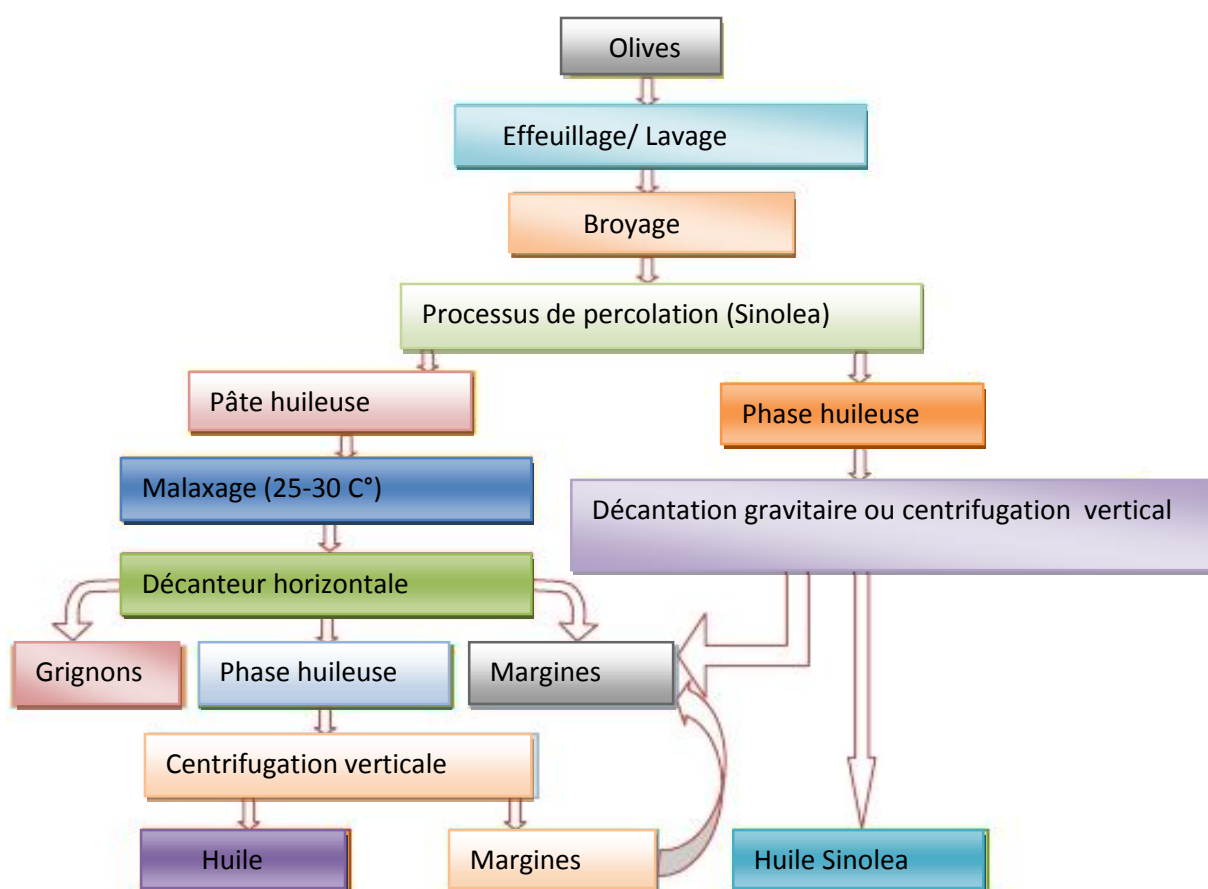 Olives
Effeuillage/ Lavage
Broyage
Processus de percolation (Sinolea)
Pâte huileuse
Phase huileuse
Malaxage (25-30 C°)
Décantation gravitaire ou centrifugation vertical
Décanteur horizontale
Grignons
Phase huileuse
Margines
Centrifugation verticale
Huile
Margines
Huile Sinolea